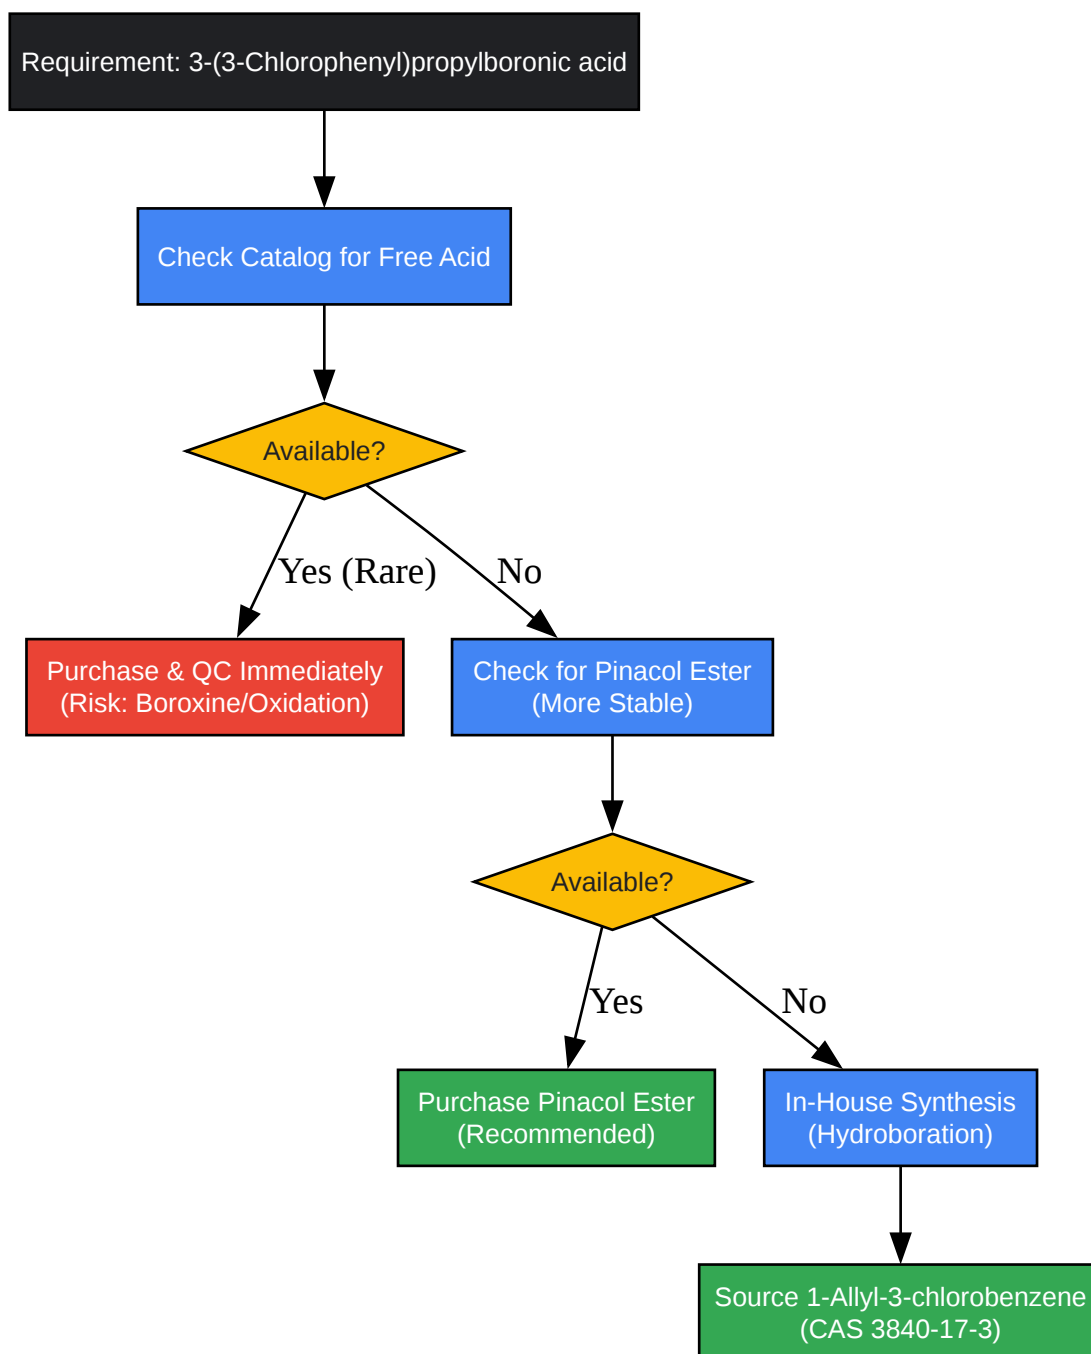 Requirement: 3-(3-Chlorophenyl)propylboronic acid
Check Catalog for Free Acid
Available?
Yes (Rare)
No
Purchase & QC Immediately
(Risk: Boroxine/Oxidation)
Check for Pinacol Ester
(More Stable)
Available?
Yes
No
Purchase Pinacol Ester
(Recommended)
In-House Synthesis
(Hydroboration)
Source 1-Allyl-3-chlorobenzene
(CAS 3840-17-3)